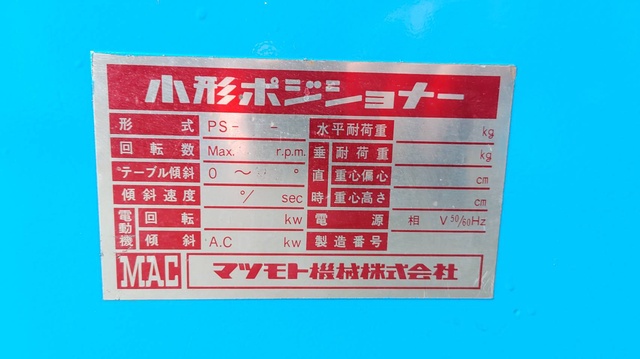 小形ポジショナー
形式 PS- - 水平耐荷重 kg
回転数 Max. r.p.m. 垂直時 耐荷重 kg
テーブル傾斜 0 ～ ° 重心偏心 cm
傾斜速度 °/sec 重心高さ cm
電動機 回転 kw 電源 相 V 50/60Hz
傾斜 A.C kw 製造番号
MAC マツモト機械株式会社